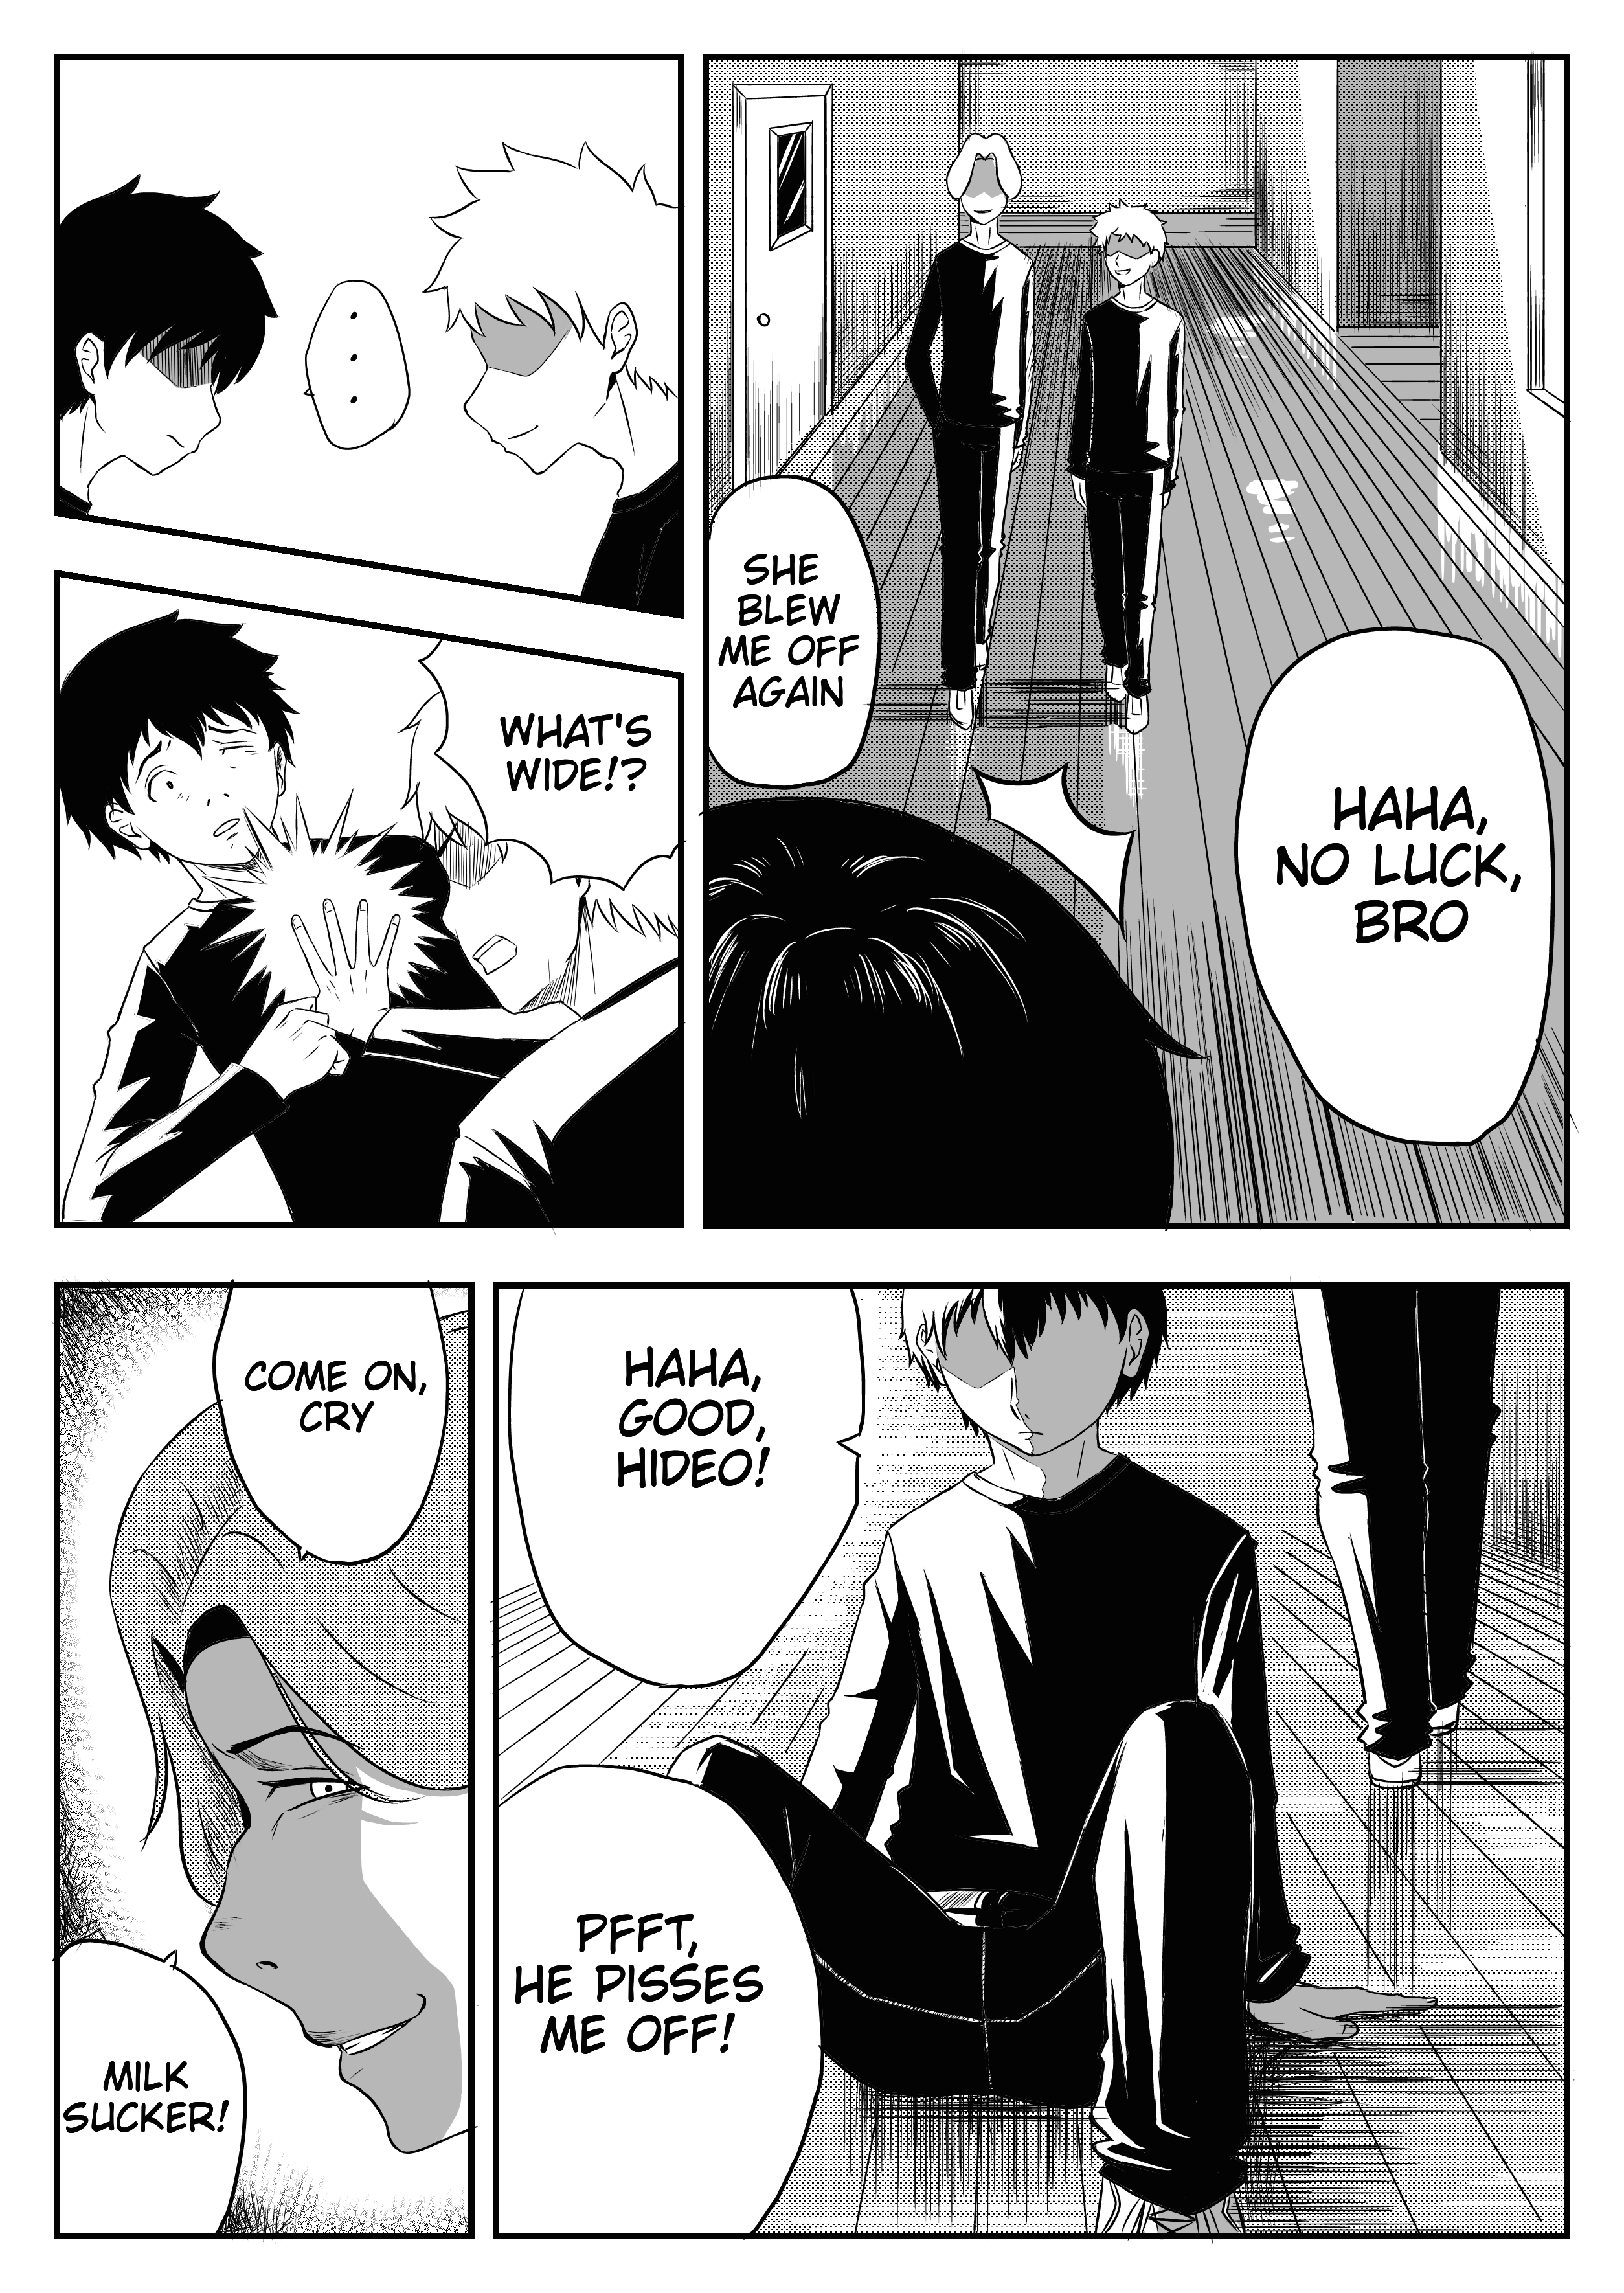 HAHA,
NO LUCK,
BRO
SHE
BLEW
ME OFF
AGAIN
...
WHAT'S
WIDE!?
HAHA,
GOOD,
HIDEO!
PFFT,
HE PISSES
ME OFF!
COME ON,
CRY
MILK
SUCKER!